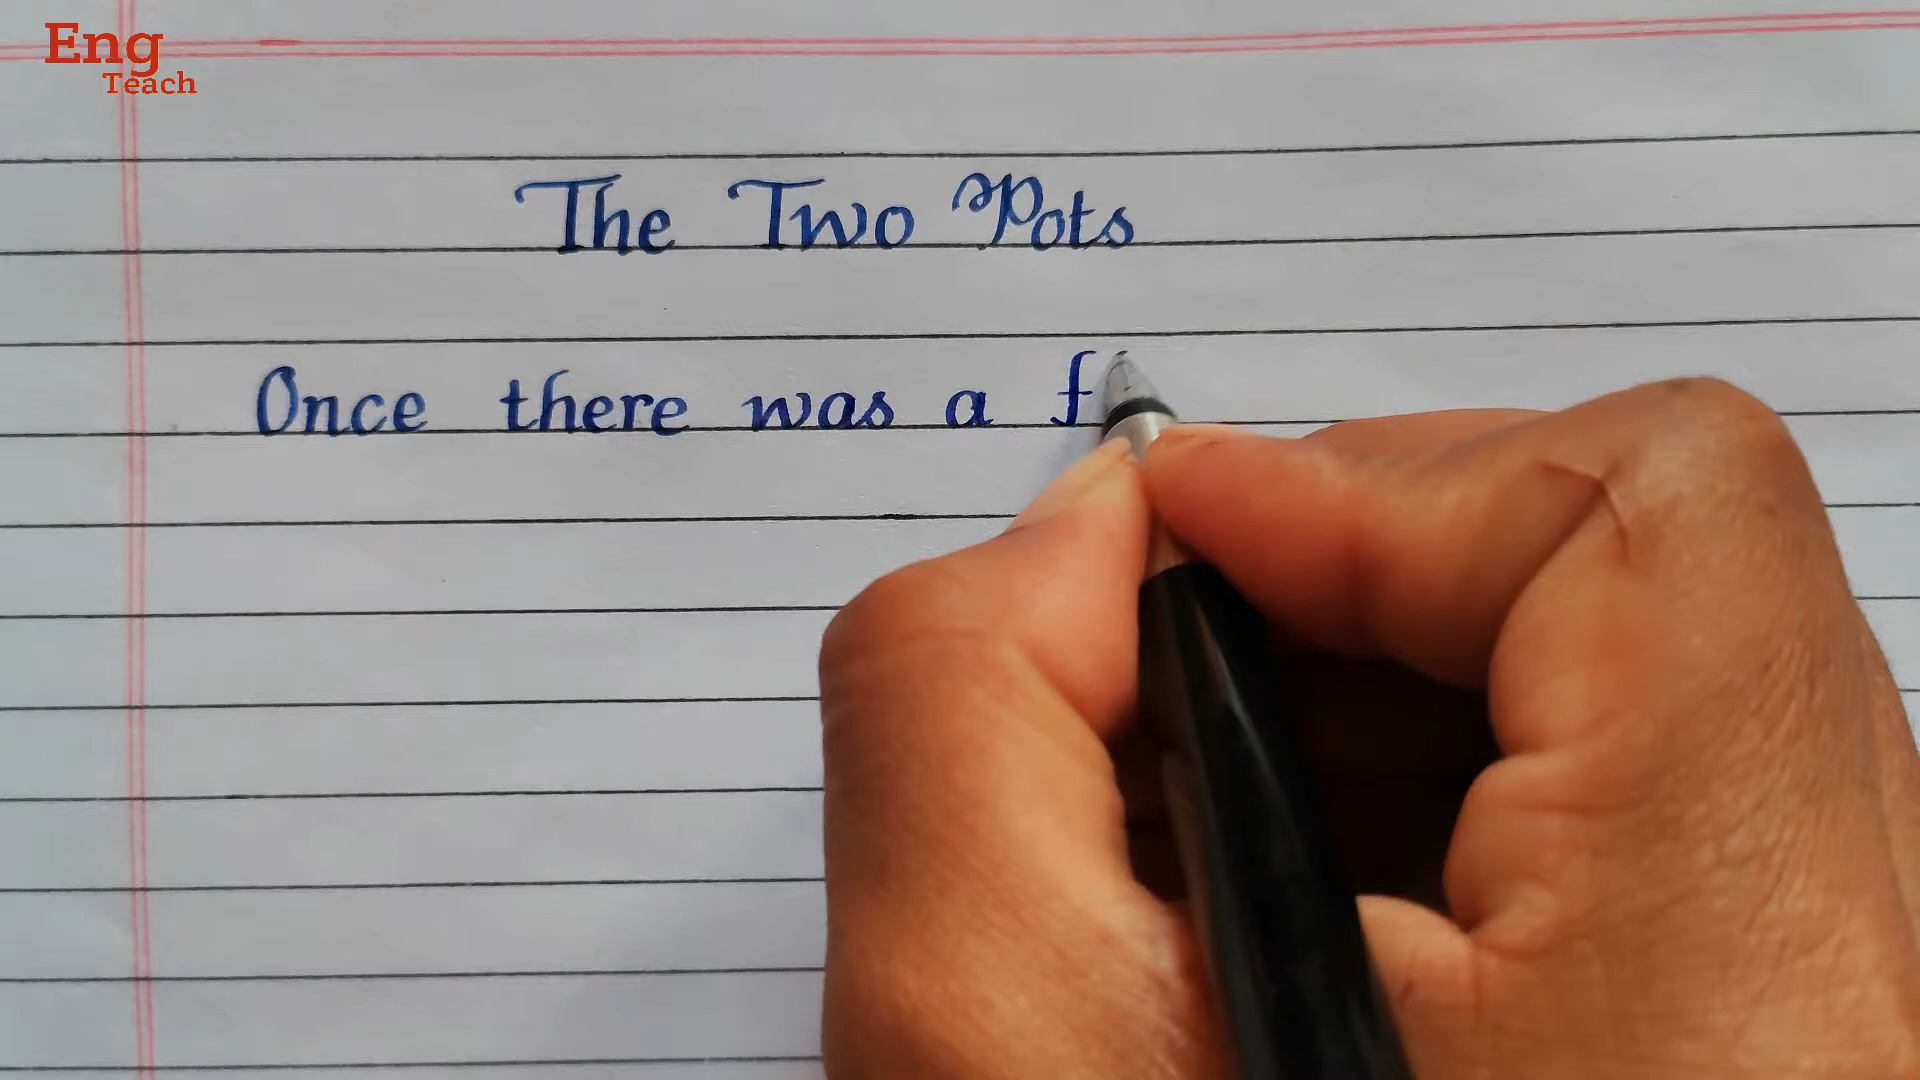 Eng
Teach
The Two Pots
Once there was a f